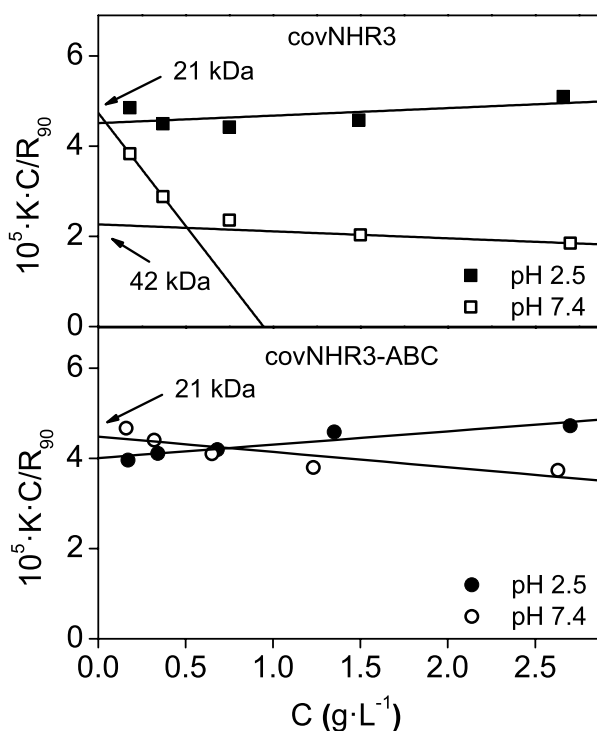 covNHR3
6
21 kDa
4
10⁵·K·C/R₉₀
2
42 kDa
pH 2.5
pH 7.4
0
covNHR3-ABC
6
21 kDa
4
10⁵·K·C/R₉₀
2
pH 2.5
pH 7.4
0
0.0 0.5 1.0 1.5 2.0 2.5
C (g·L⁻¹)